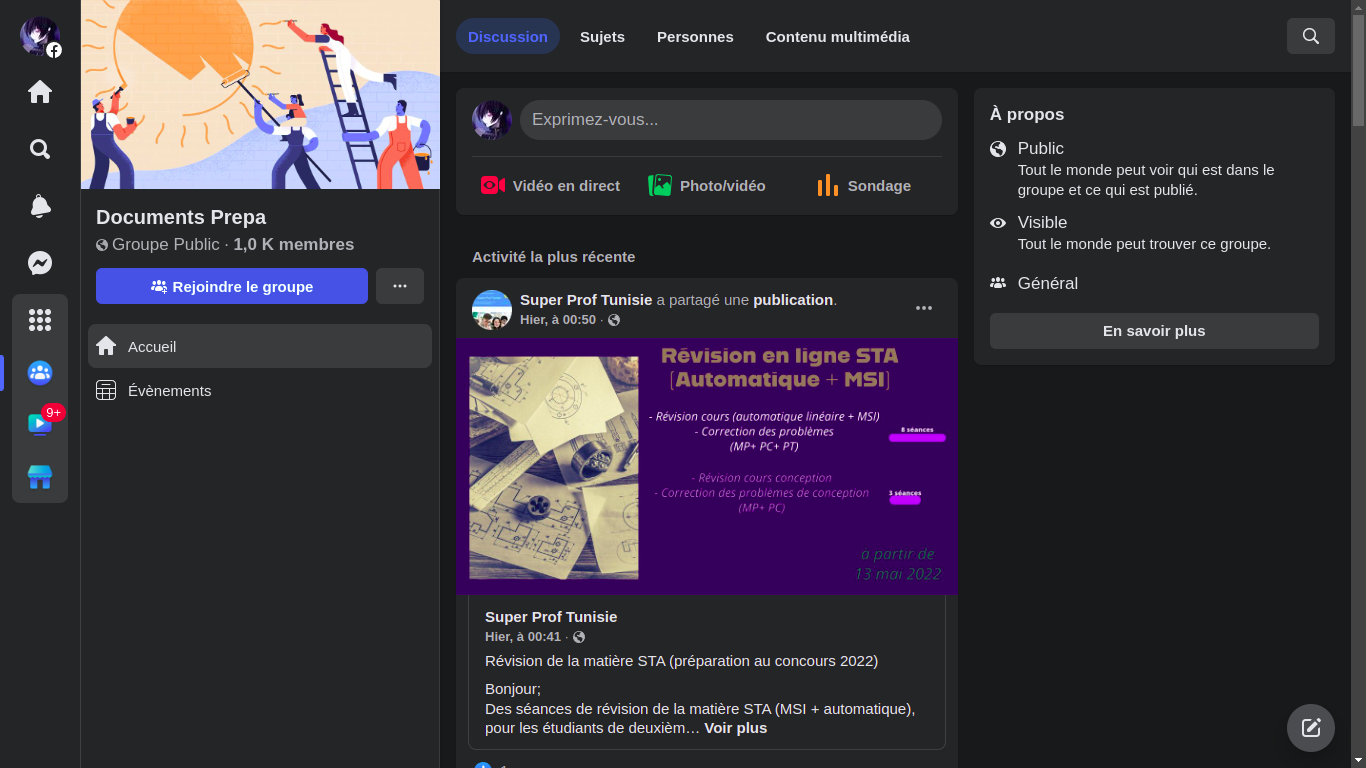 Discussion
Sujets
Personnes
Contenu multimédia
9+
Documents Prepa
Groupe Public · 1,0 K membres
Rejoindre le groupe
Accueil
Évènements
Exprimez-vous...
Vidéo en direct
Photo/vidéo
Sondage
Activité la plus récente
Super Prof Tunisie a partagé une publication.
Hier, à 00:50 ·
Révision en ligne STA
[Automatique + MSI]
- Révision cours (automatique linéaire + MSI)
- Correction des problèmes
(MP+ PC+ PT)
8 séances
- Révision cours conception
- Correction des problèmes de conception
(MP+ PC)
3 séances
à partir de
13 mai 2022
Super Prof Tunisie
Hier, à 00:41 ·
Révision de la matière STA (préparation au concours 2022)
Bonjour;
Des séances de révision de la matière STA (MSI + automatique),
pour les étudiants de deuxièm… Voir plus
À propos
Public
Tout le monde peut voir qui est dans le
groupe et ce qui est publié.
Visible
Tout le monde peut trouver ce groupe.
Général
En savoir plus